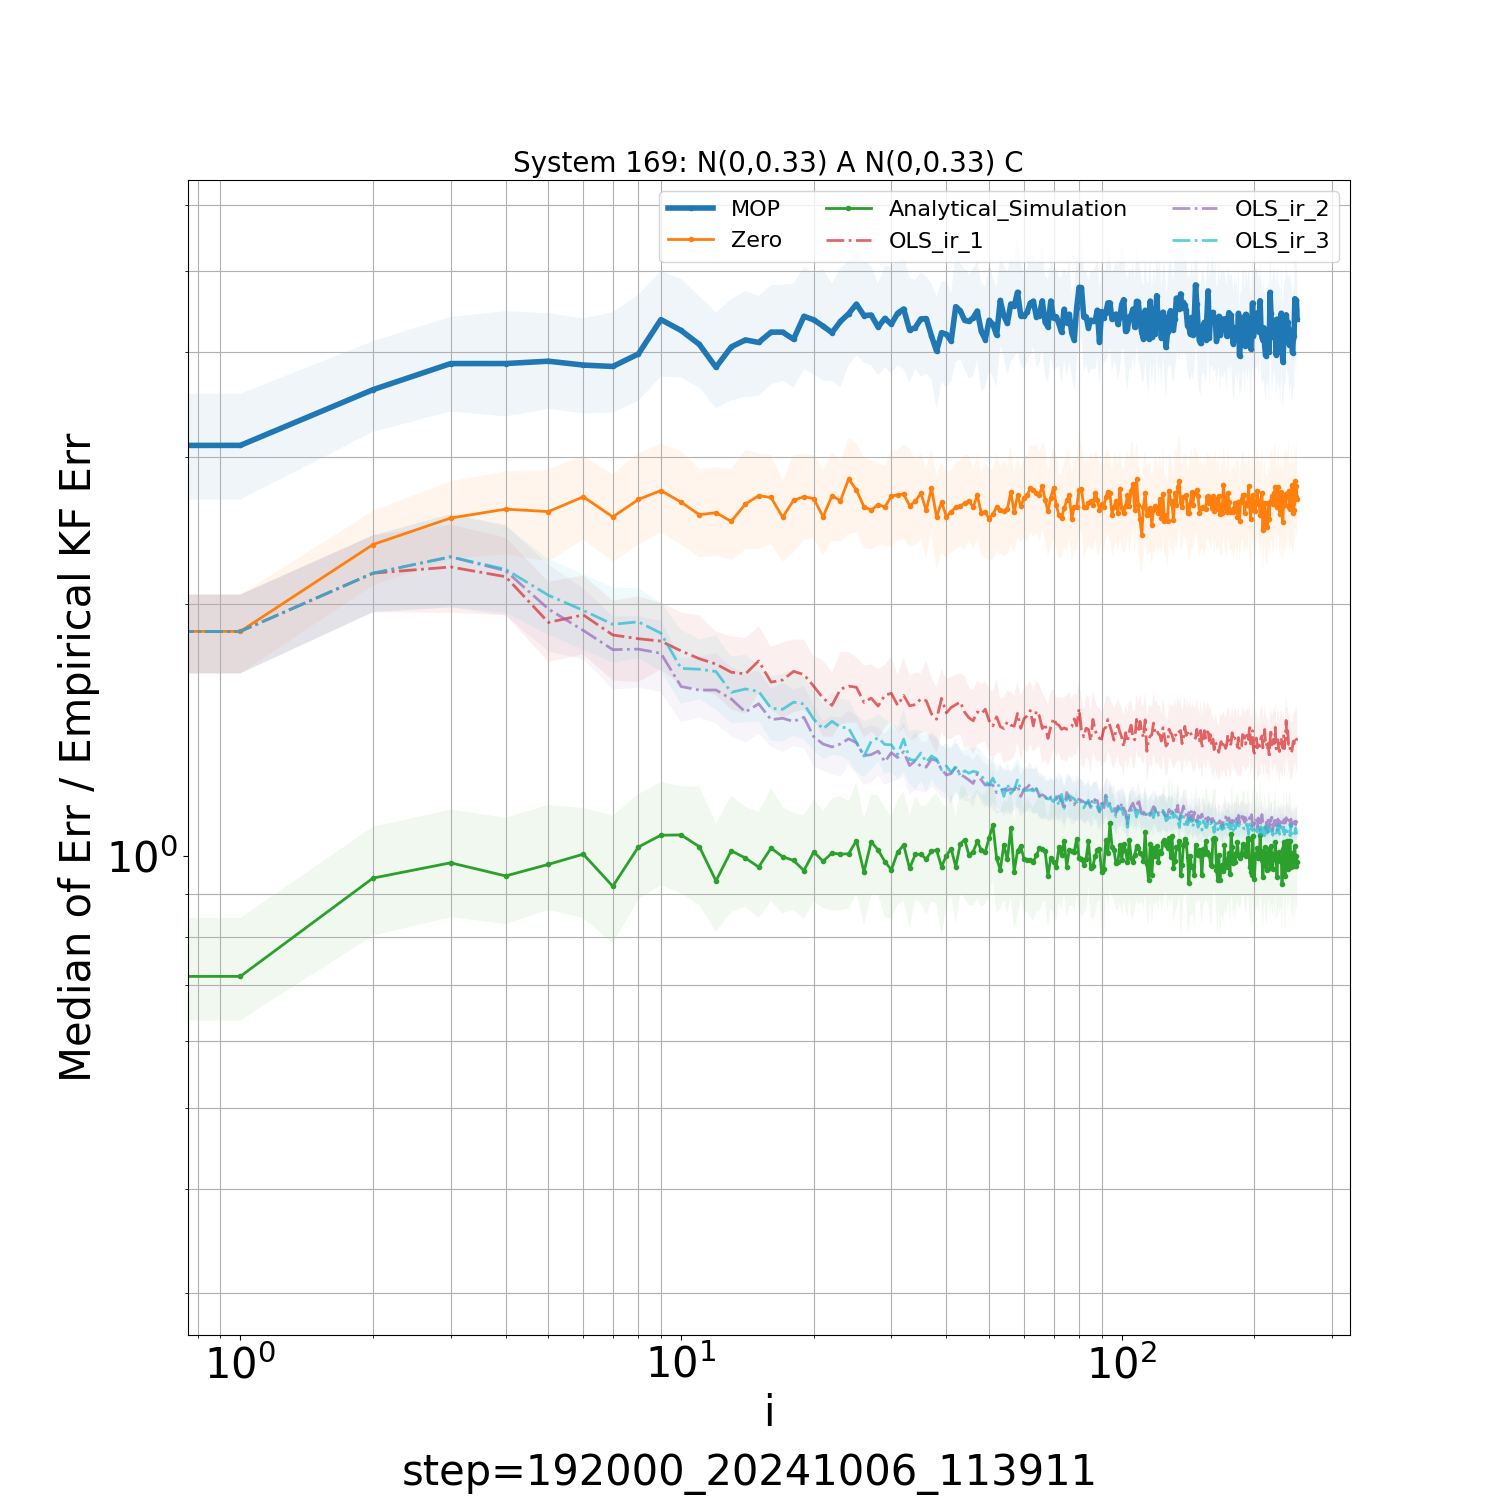 System 169: N(0,0.33) A N(0,0.33) C
MOP
Zero
Analytical_Simulation
OLS_ir_1
OLS_ir_2
OLS_ir_3
Median of Err / Empirical KF Err
10⁰
10⁰
10¹
10²
i
step=192000_20241006_113911